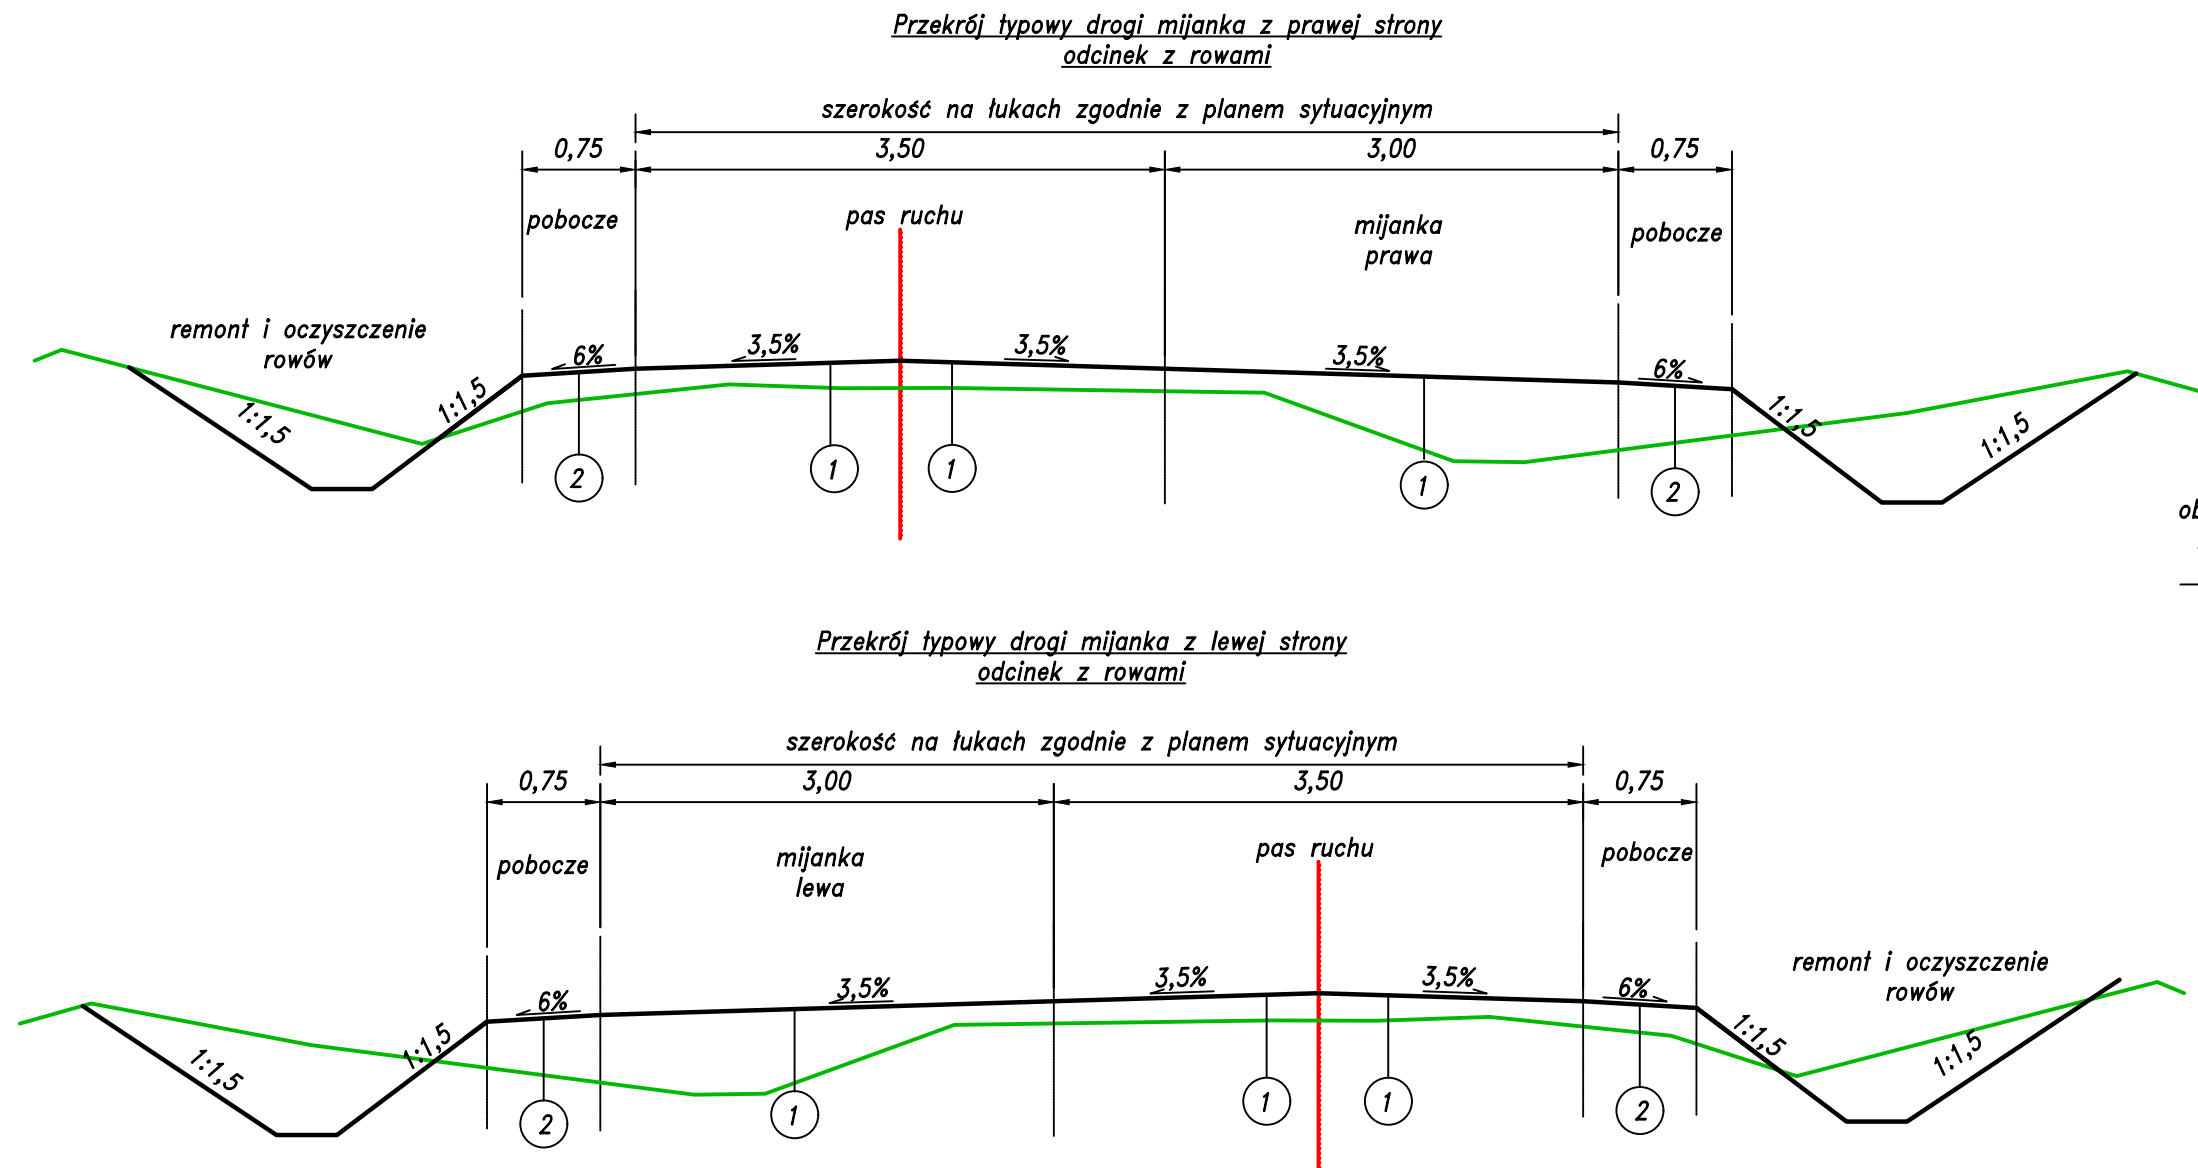 Przekrój typowy drogi mijanka z prawej strony
odcinek z rowami
szerokość na łukach zgodnie z planem sytuacyjnym
0,75 3,50 3,00 0,75
pobocze pas ruchu mijanka prawa pobocze
remont i oczyszczenie
rowów
6% 3,5% 3,5% 3,5% 6%
1:1,5 1:1,5 1:1,5 1:1,5
2 1 1 1 2
ob
Przekrój typowy drogi mijanka z lewej strony
odcinek z rowami
szerokość na łukach zgodnie z planem sytuacyjnym
0,75 3,00 3,50 0,75
pobocze mijanka lewa pas ruchu pobocze
remont i oczyszczenie
rowów
6% 3,5% 3,5% 3,5% 6%
1:1,5 1:1,5 1:1,5 1:1,5
2 1 1 1 2